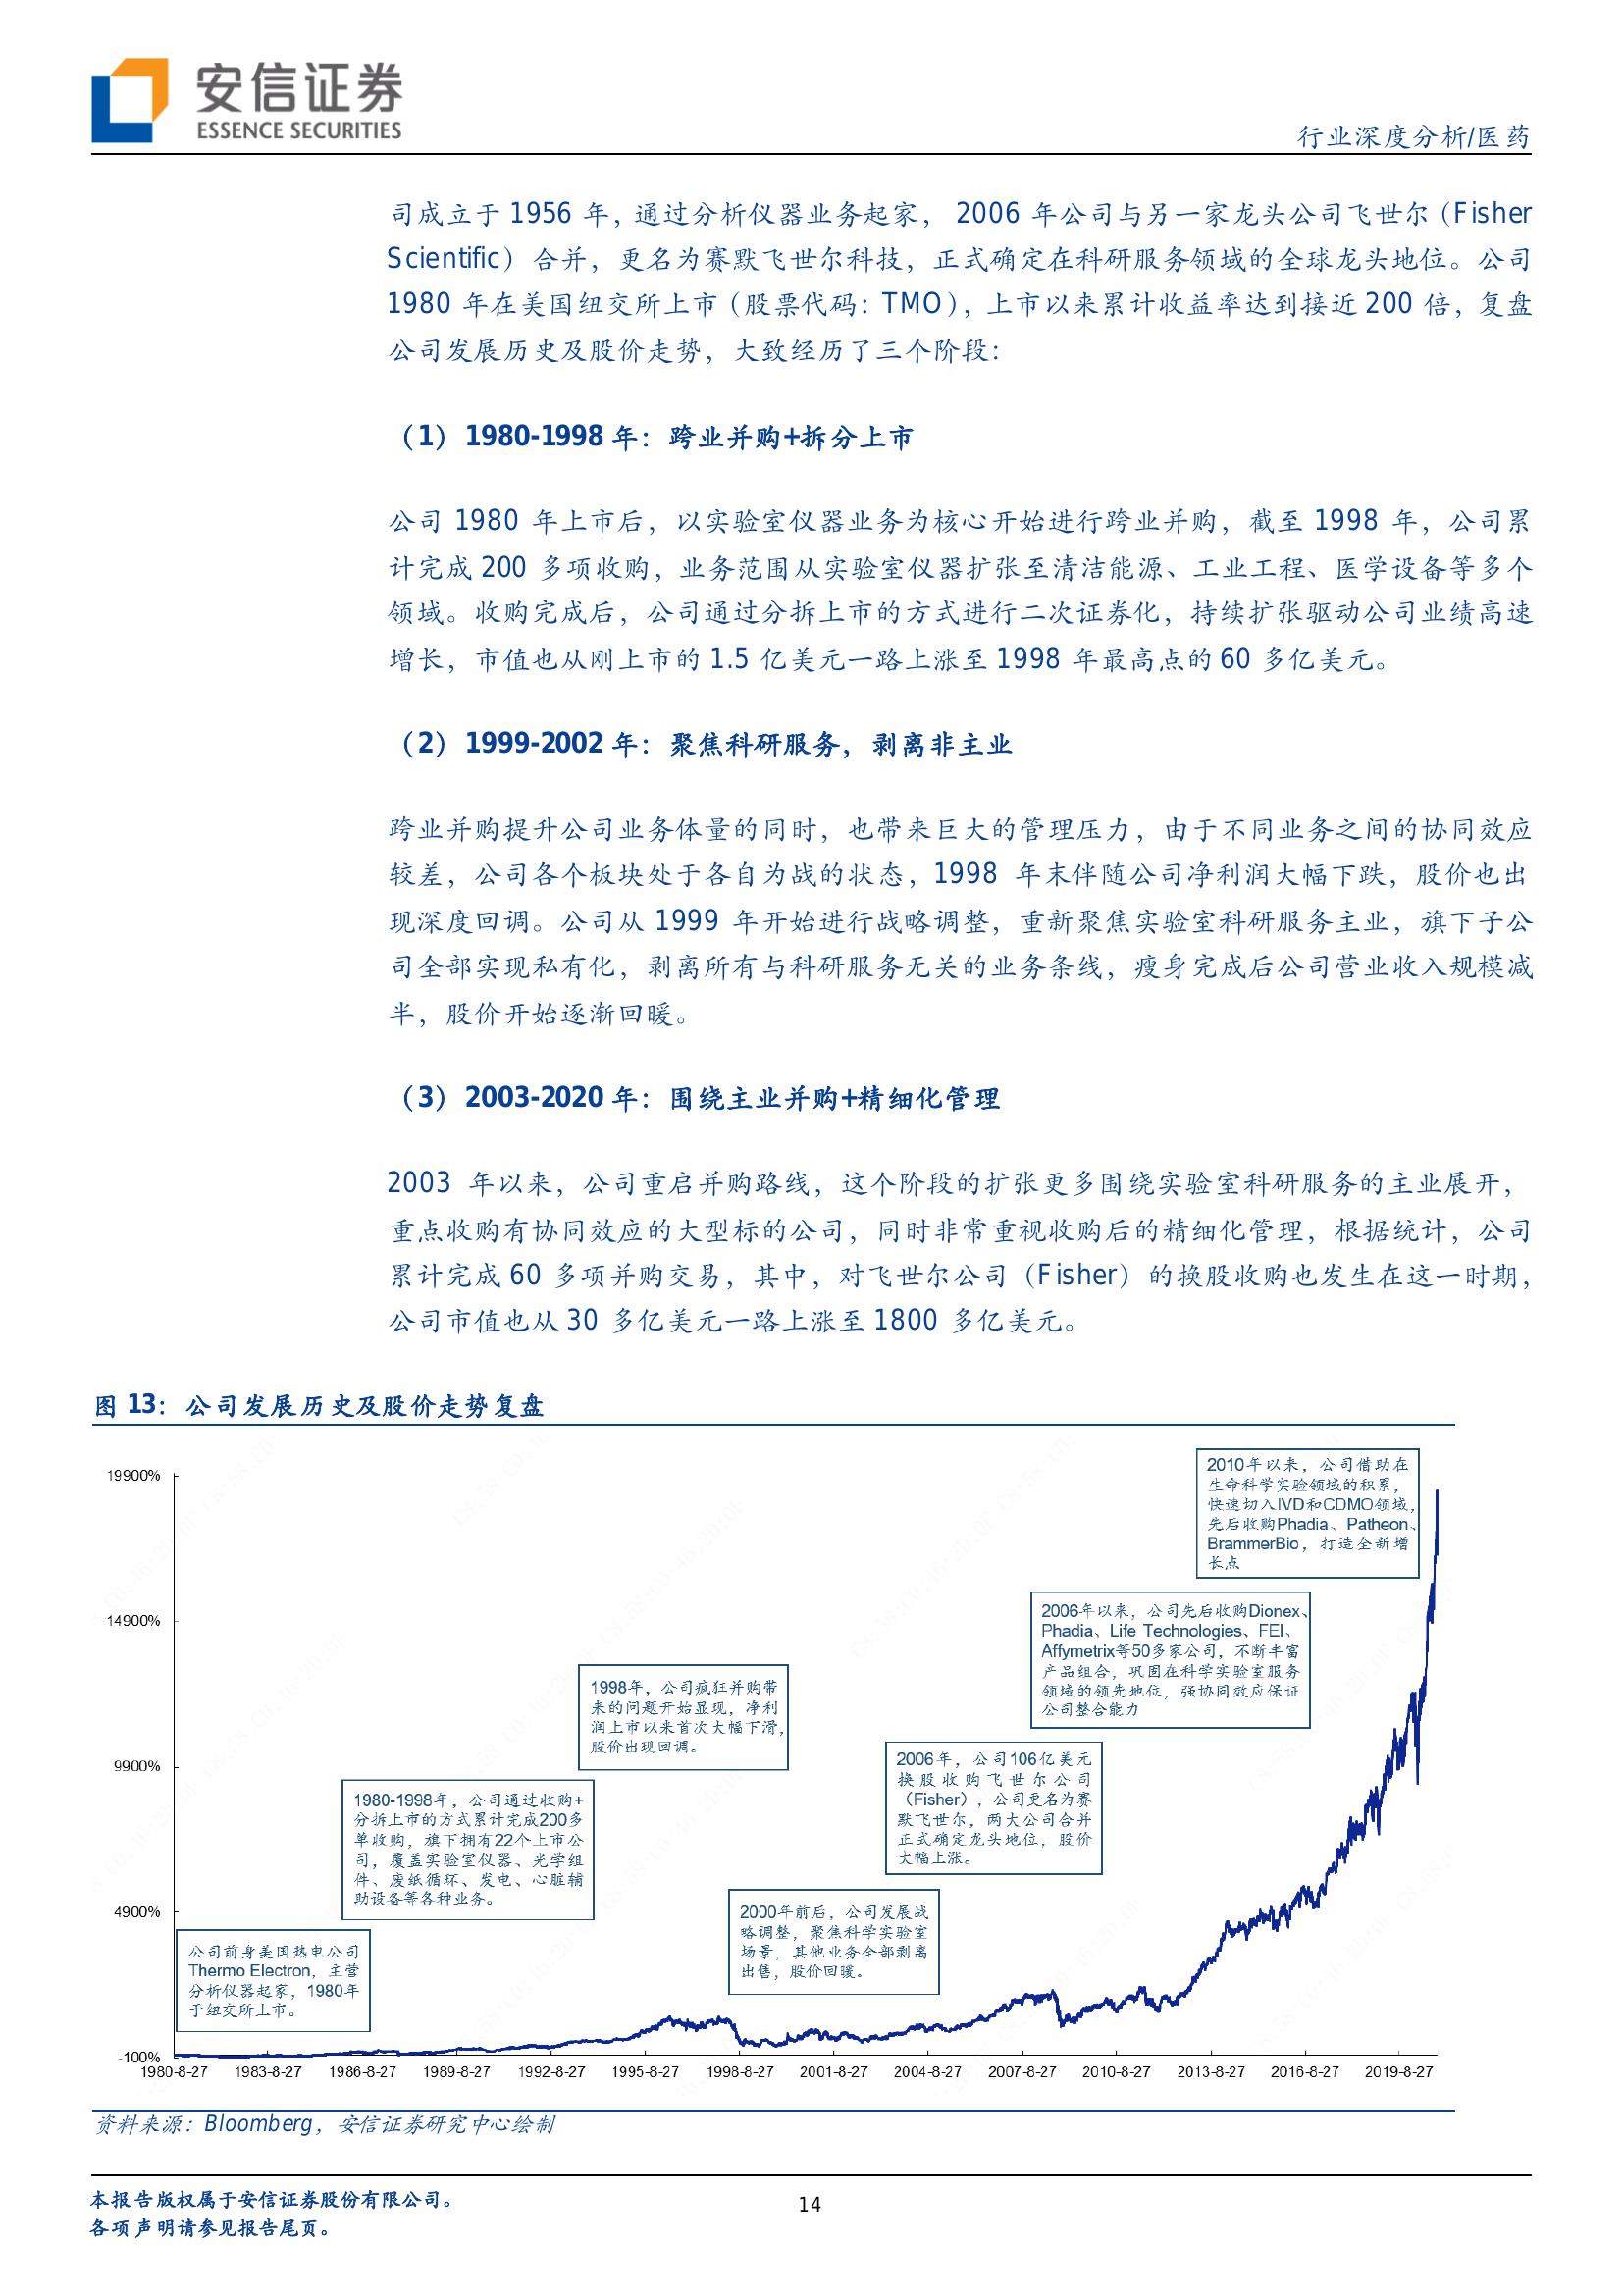 安信证券
ESSENCE SECURITIES
行业深度分析/医药
司成立于 1956 年，通过分析仪器业务起家， 2006 年公司与另一家龙头公司飞世尔（Fisher
Scientific）合并，更名为赛默飞世尔科技，正式确定在科研服务领域的全球龙头地位。公司
1980 年在美国纽交所上市（股票代码：TMO），上市以来累计收益率达到接近 200 倍，复盘
公司发展历史及股价走势，大致经历了三个阶段：
（1）1980-1998 年：跨业并购+拆分上市
公司 1980 年上市后，以实验室仪器业务为核心开始进行跨业并购，截至 1998 年，公司累
计完成 200 多项收购，业务范围从实验室仪器扩张至清洁能源、工业工程、医学设备等多个
领域。收购完成后，公司通过分拆上市的方式进行二次证券化，持续扩张驱动公司业绩高速
增长，市值也从刚上市的 1.5 亿美元一路上涨至 1998 年最高点的 60 多亿美元。
（2）1999-2002 年：聚焦科研服务，剥离非主业
跨业并购提升公司业务体量的同时，也带来巨大的管理压力，由于不同业务之间的协同效应
较差，公司各个板块处于各自为战的状态，1998 年末伴随公司净利润大幅下跌，股价也出
现深度回调。公司从 1999 年开始进行战略调整，重新聚焦实验室科研服务主业，旗下子公
司全部实现私有化，剥离所有与科研服务无关的业务条线，瘦身完成后公司营业收入规模减
半，股价开始逐渐回暖。
（3）2003-2020 年：围绕主业并购+精细化管理
2003 年以来，公司重启并购路线，这个阶段的扩张更多围绕实验室科研服务的主业展开，
重点收购有协同效应的大型标的公司，同时非常重视收购后的精细化管理，根据统计，公司
累计完成 60 多项并购交易，其中，对飞世尔公司（Fisher）的换股收购也发生在这一时期，
公司市值也从 30 多亿美元一路上涨至 1800 多亿美元。
图 13：公司发展历史及股价走势复盘
19900%
14900%
9900%
4900%
-100%
公司前身美国热电公司
Thermo Electron，主营
分析仪器起家，1980年
于纽交所上市。
1980-1998年，公司通过收购+
分拆上市的方式累计完成200多
单收购，旗下拥有22个上市公
司，覆盖实验室仪器、光学组
件、废纸循环、发电、心脏辅
助设备等各种业务。
1998年，公司疯狂并购带
来的问题开始显现，净利
润上市以来首次大幅下滑，
股价出现回调。
2000年前后，公司发展战
略调整，聚焦科学实验室
场景，其他业务全部剥离
出售，股价回暖。
2006年，公司106亿美元
换股收购飞世尔公司
（Fisher），公司更名为赛
默飞世尔，两大公司合并
正式确定龙头地位，股价
大幅上涨。
2006年以来，公司先后收购Dionex、
Phadia、Life Technologies、FEI、
Affymetrix等50多家公司，不断丰富
产品组合，巩固在科学实验室服务
领域的领先地位，强协同效应保证
公司整合能力
2010年以来，公司借助在
生命科学实验领域的积累，
快速切入IVD和CDMO领域，
先后收购Phadia、Patheon、
BrammerBio，打造全新增
长点
1980-8-27 1983-8-27 1986-8-27 1989-8-27 1992-8-27 1995-8-27 1998-8-27 2001-8-27 2004-8-27 2007-8-27 2010-8-27 2013-8-27 2016-8-27 2019-8-27
资料来源：Bloomberg，安信证券研究中心绘制
本报告版权属于安信证券股份有限公司。
各项声明请参见报告尾页。
14